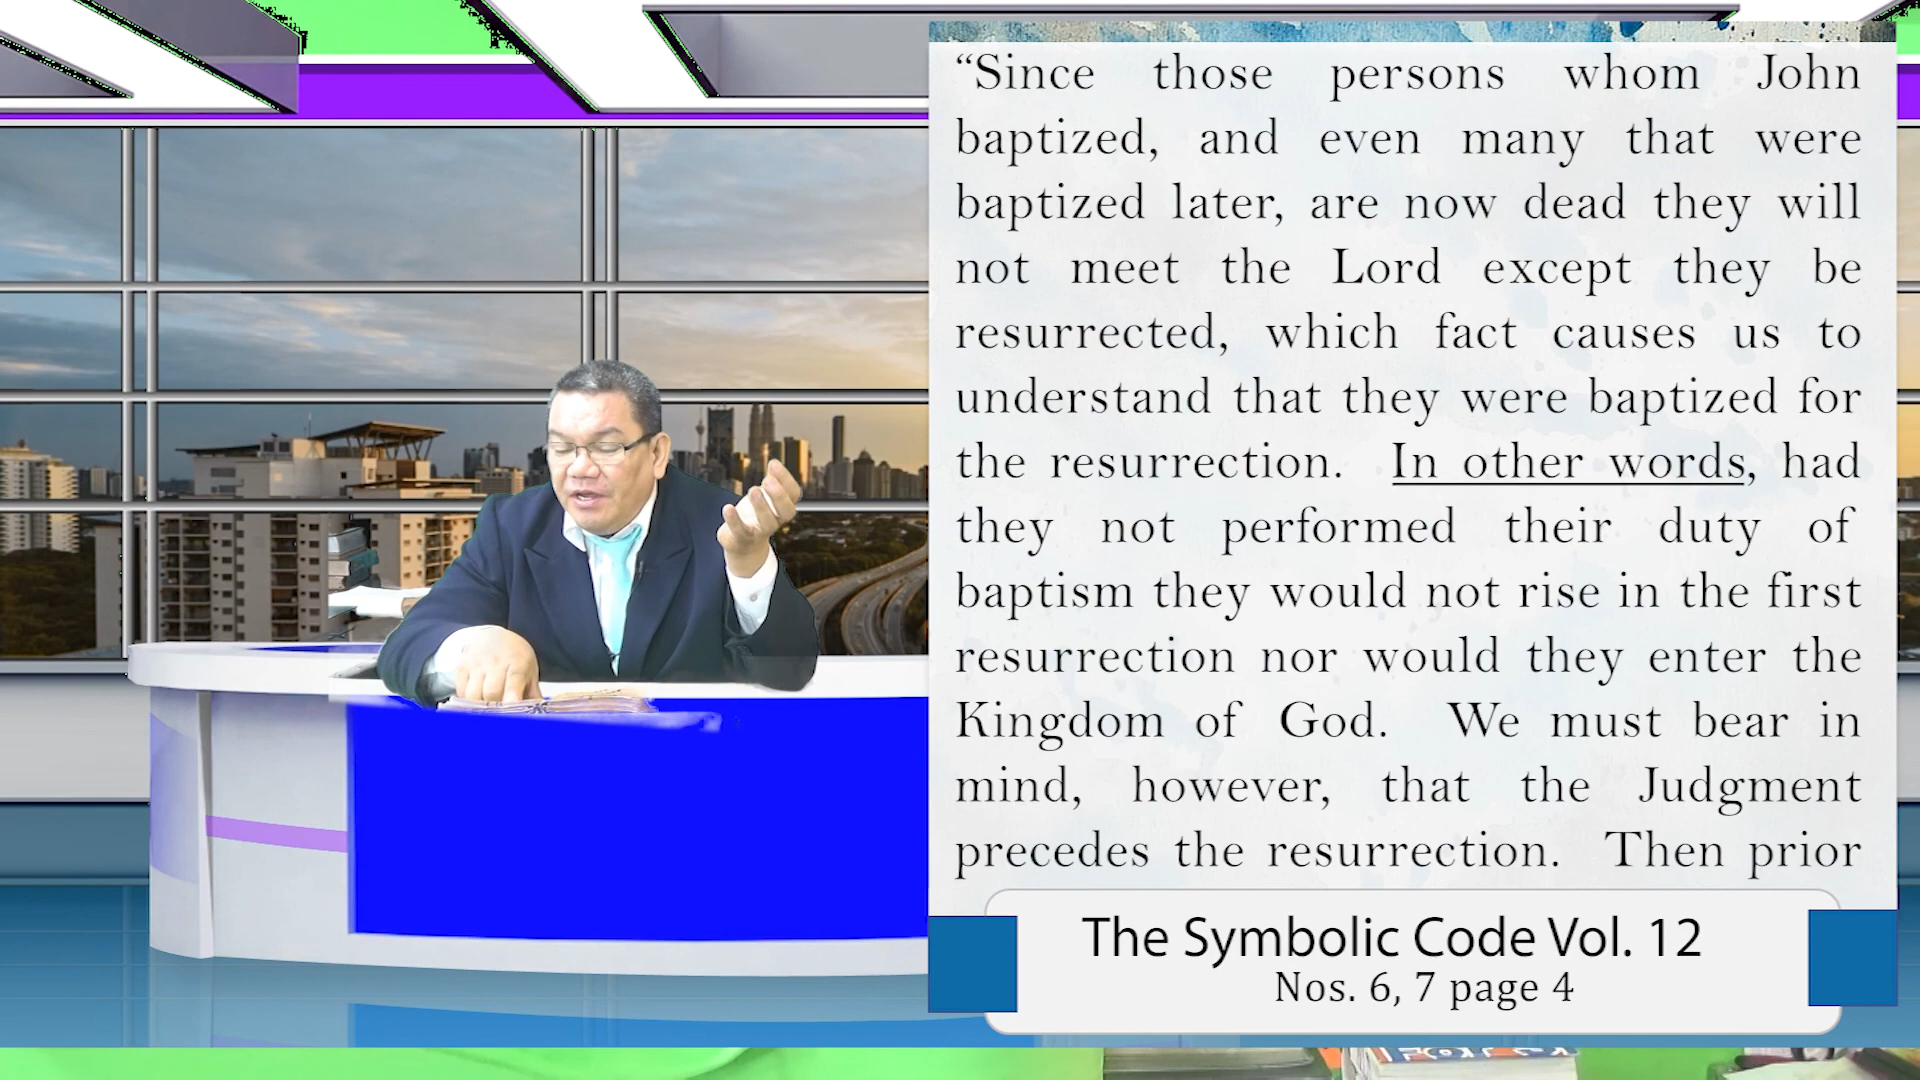 “Since those persons whom John
baptized, and even many that were
baptized later, are now dead they will
not meet the Lord except they be
resurrected, which fact causes us to
understand that they were baptized for
the resurrection. In other words, had
they not performed their duty of
baptism they would not rise in the first
resurrection nor would they enter the
Kingdom of God. We must bear in
mind, however, that the Judgment
precedes the resurrection. Then prior
The Symbolic Code Vol. 12
Nos. 6, 7 page 4